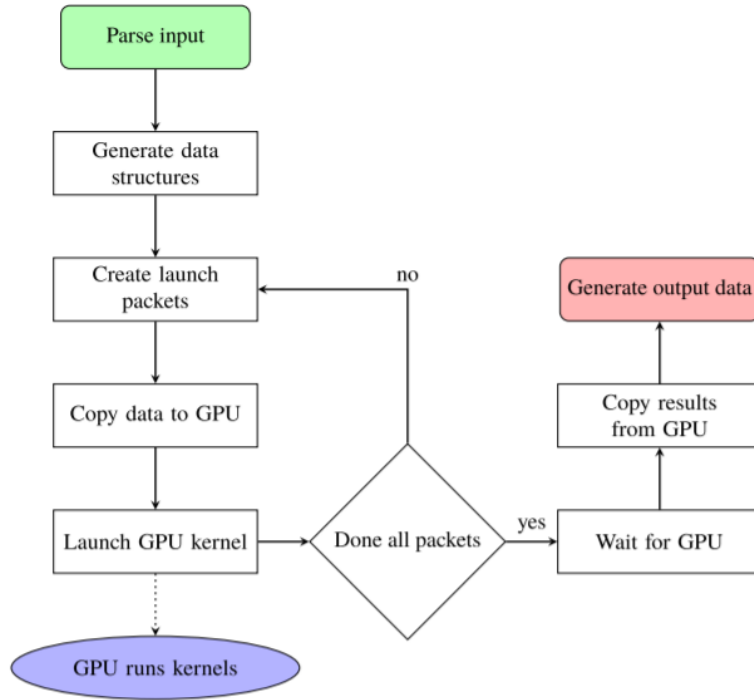 Parse input
Generate data
structures
Create launch
packets
Copy data to GPU
Launch GPU kernel
GPU runs kernels
no
Done all packets
yes
Wait for GPU
Copy results
from GPU
Generate output data